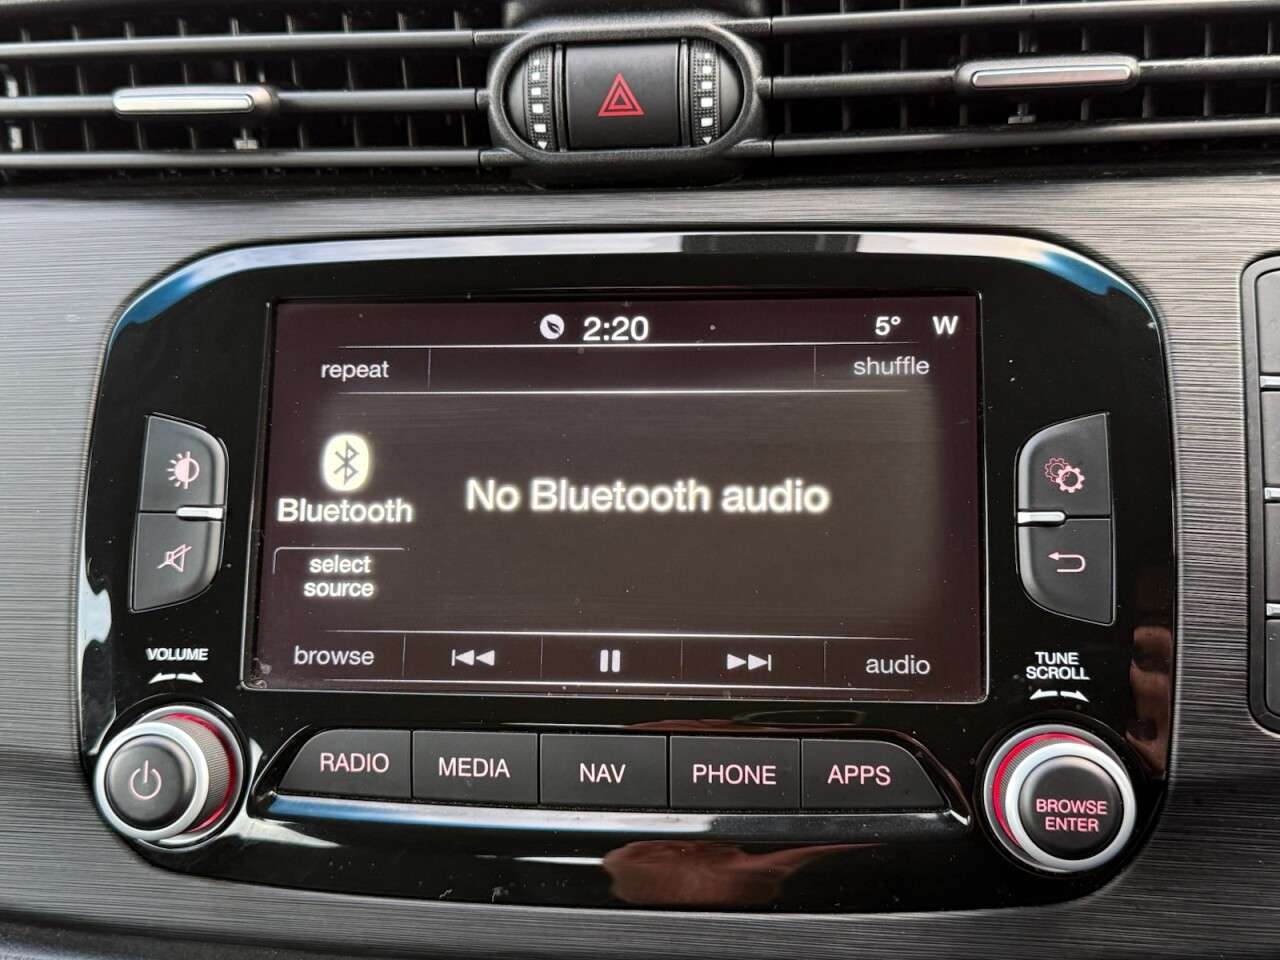 2:20 5° W
repeat shuffle
Bluetooth
No Bluetooth audio
select
source
browse audio
VOLUME
TUNE
SCROLL
RADIO MEDIA NAV PHONE APPS
BROWSE
ENTER